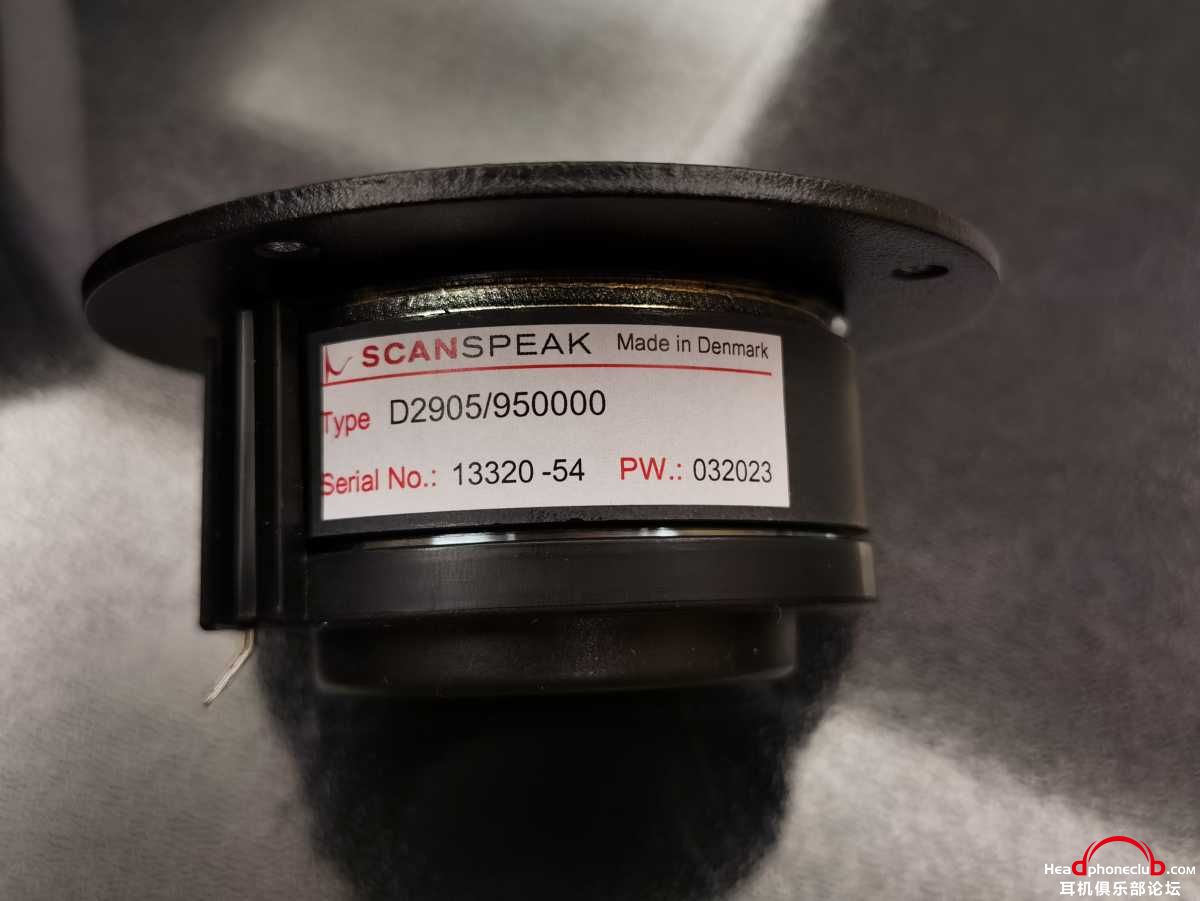 SCANSPEAK Made in Denmark
Type D2905/950000
Serial No.: 13320 -54 PW.: 032023
Headphoneclub.com
耳机俱乐部论坛